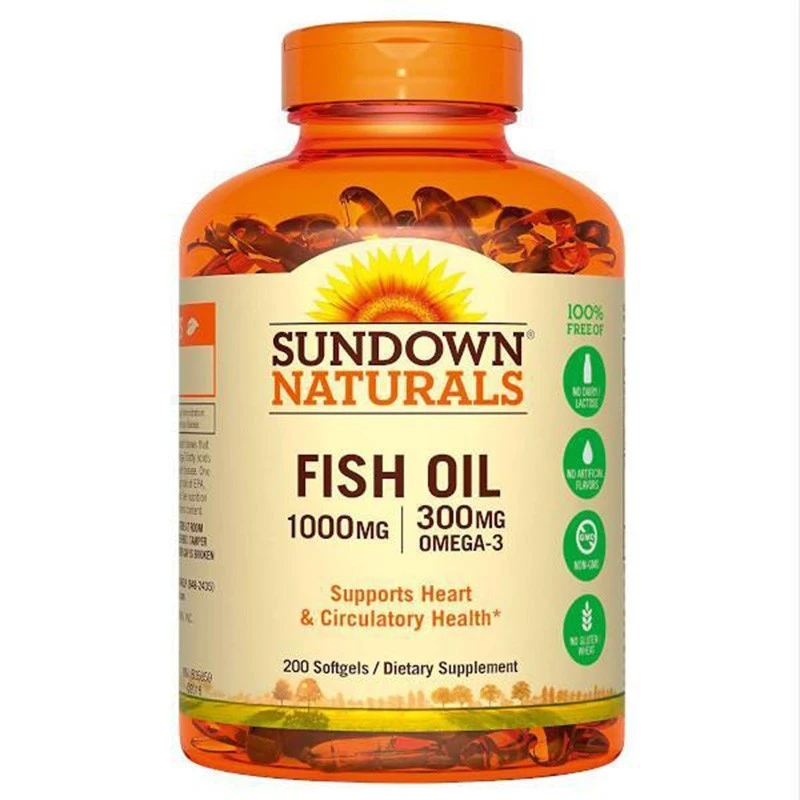 SUNDOWN®
NATURALS
FISH OIL
1000MG | 300MG
OMEGA-3
Supports Heart
& Circulatory Health*
200 Softgels / Dietary Supplement
100%
FREE OF
NO DAIRY/
LACTOSE
NO ARTIFICIAL
FLAVORS
GMO
NON-GMO
NO GLUTEN
WHEAT